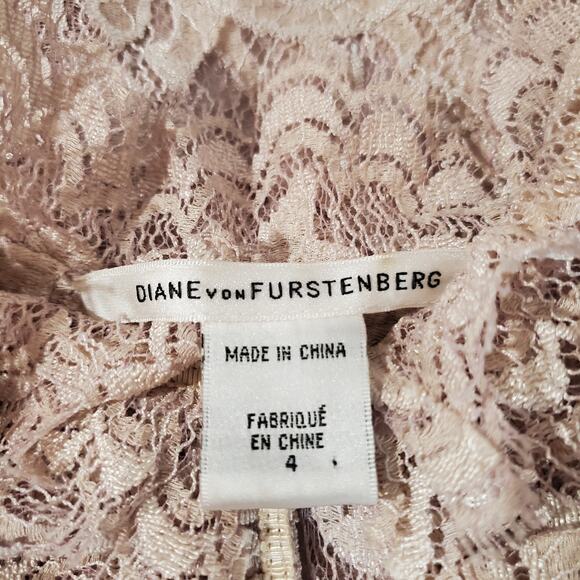 DIANE VON FURSTENBERG
MADE IN CHINA
FABRIQUÉ
EN CHINE
4